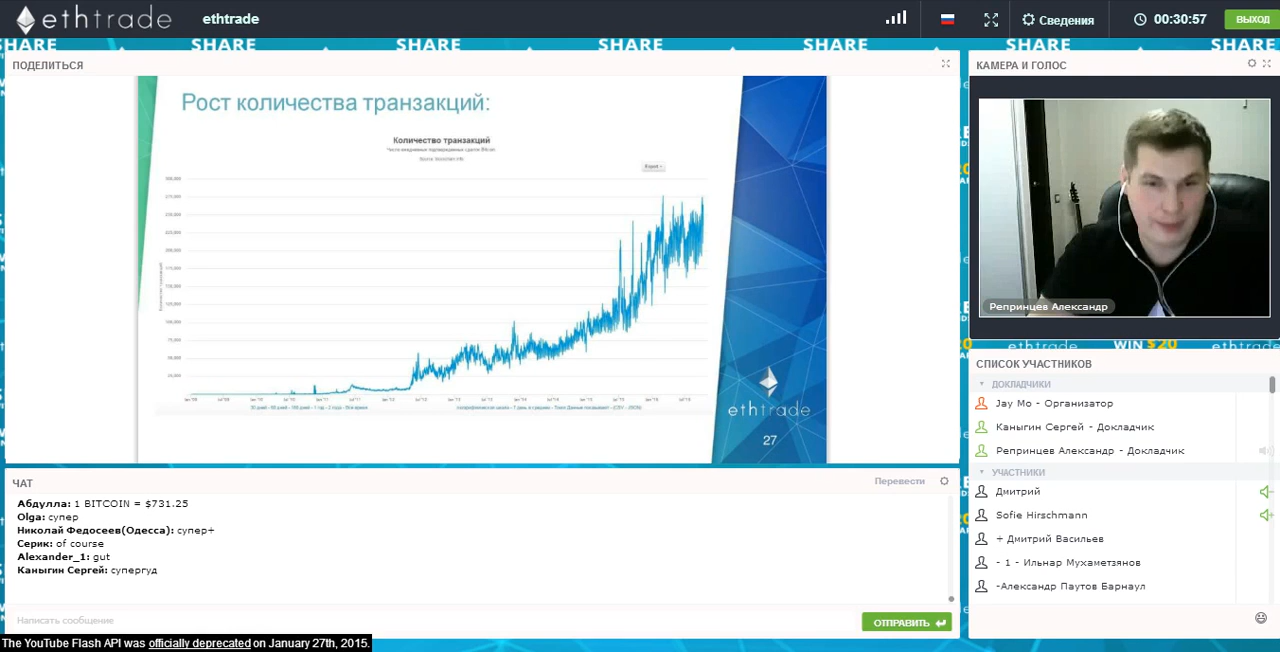 ethtrade
ethtrade
Сведения
00:30:57
ВЫХОД
SHARE
SHARE
SHARE
SHARE
SHARE
SHARE
SHARE
ПОДЕЛИТЬСЯ
КАМЕРА И ГОЛОС
Рост количества транзакций:
Количество транзакций
Export
ethtrade
27
Репринцев Александр
ethtrade
WIN $20
ethtrade
СПИСОК УЧАСТНИКОВ
ДОКЛАДЧИКИ
Jay Mo - Организатор
Каныгин Сергей - Докладчик
Репринцев Александр - Докладчик
УЧАСТНИКИ
Дмитрий
Sofie Hirschmann
+ Дмитрий Васильев
- 1 - Ильнар Мухаметзянов
-Александр Паутов Барнаул
ЧАТ
Перевести
Абдулла: 1 BITCOIN = $731.25
Olga: супер
Николай Федосеев(Одесса): супер+
Серик: of course
Alexander_1: gut
Каныгин Сергей: супергуд
Написать сообщение
ОТПРАВИТЬ
The YouTube Flash API was officially deprecated on January 27th, 2015.